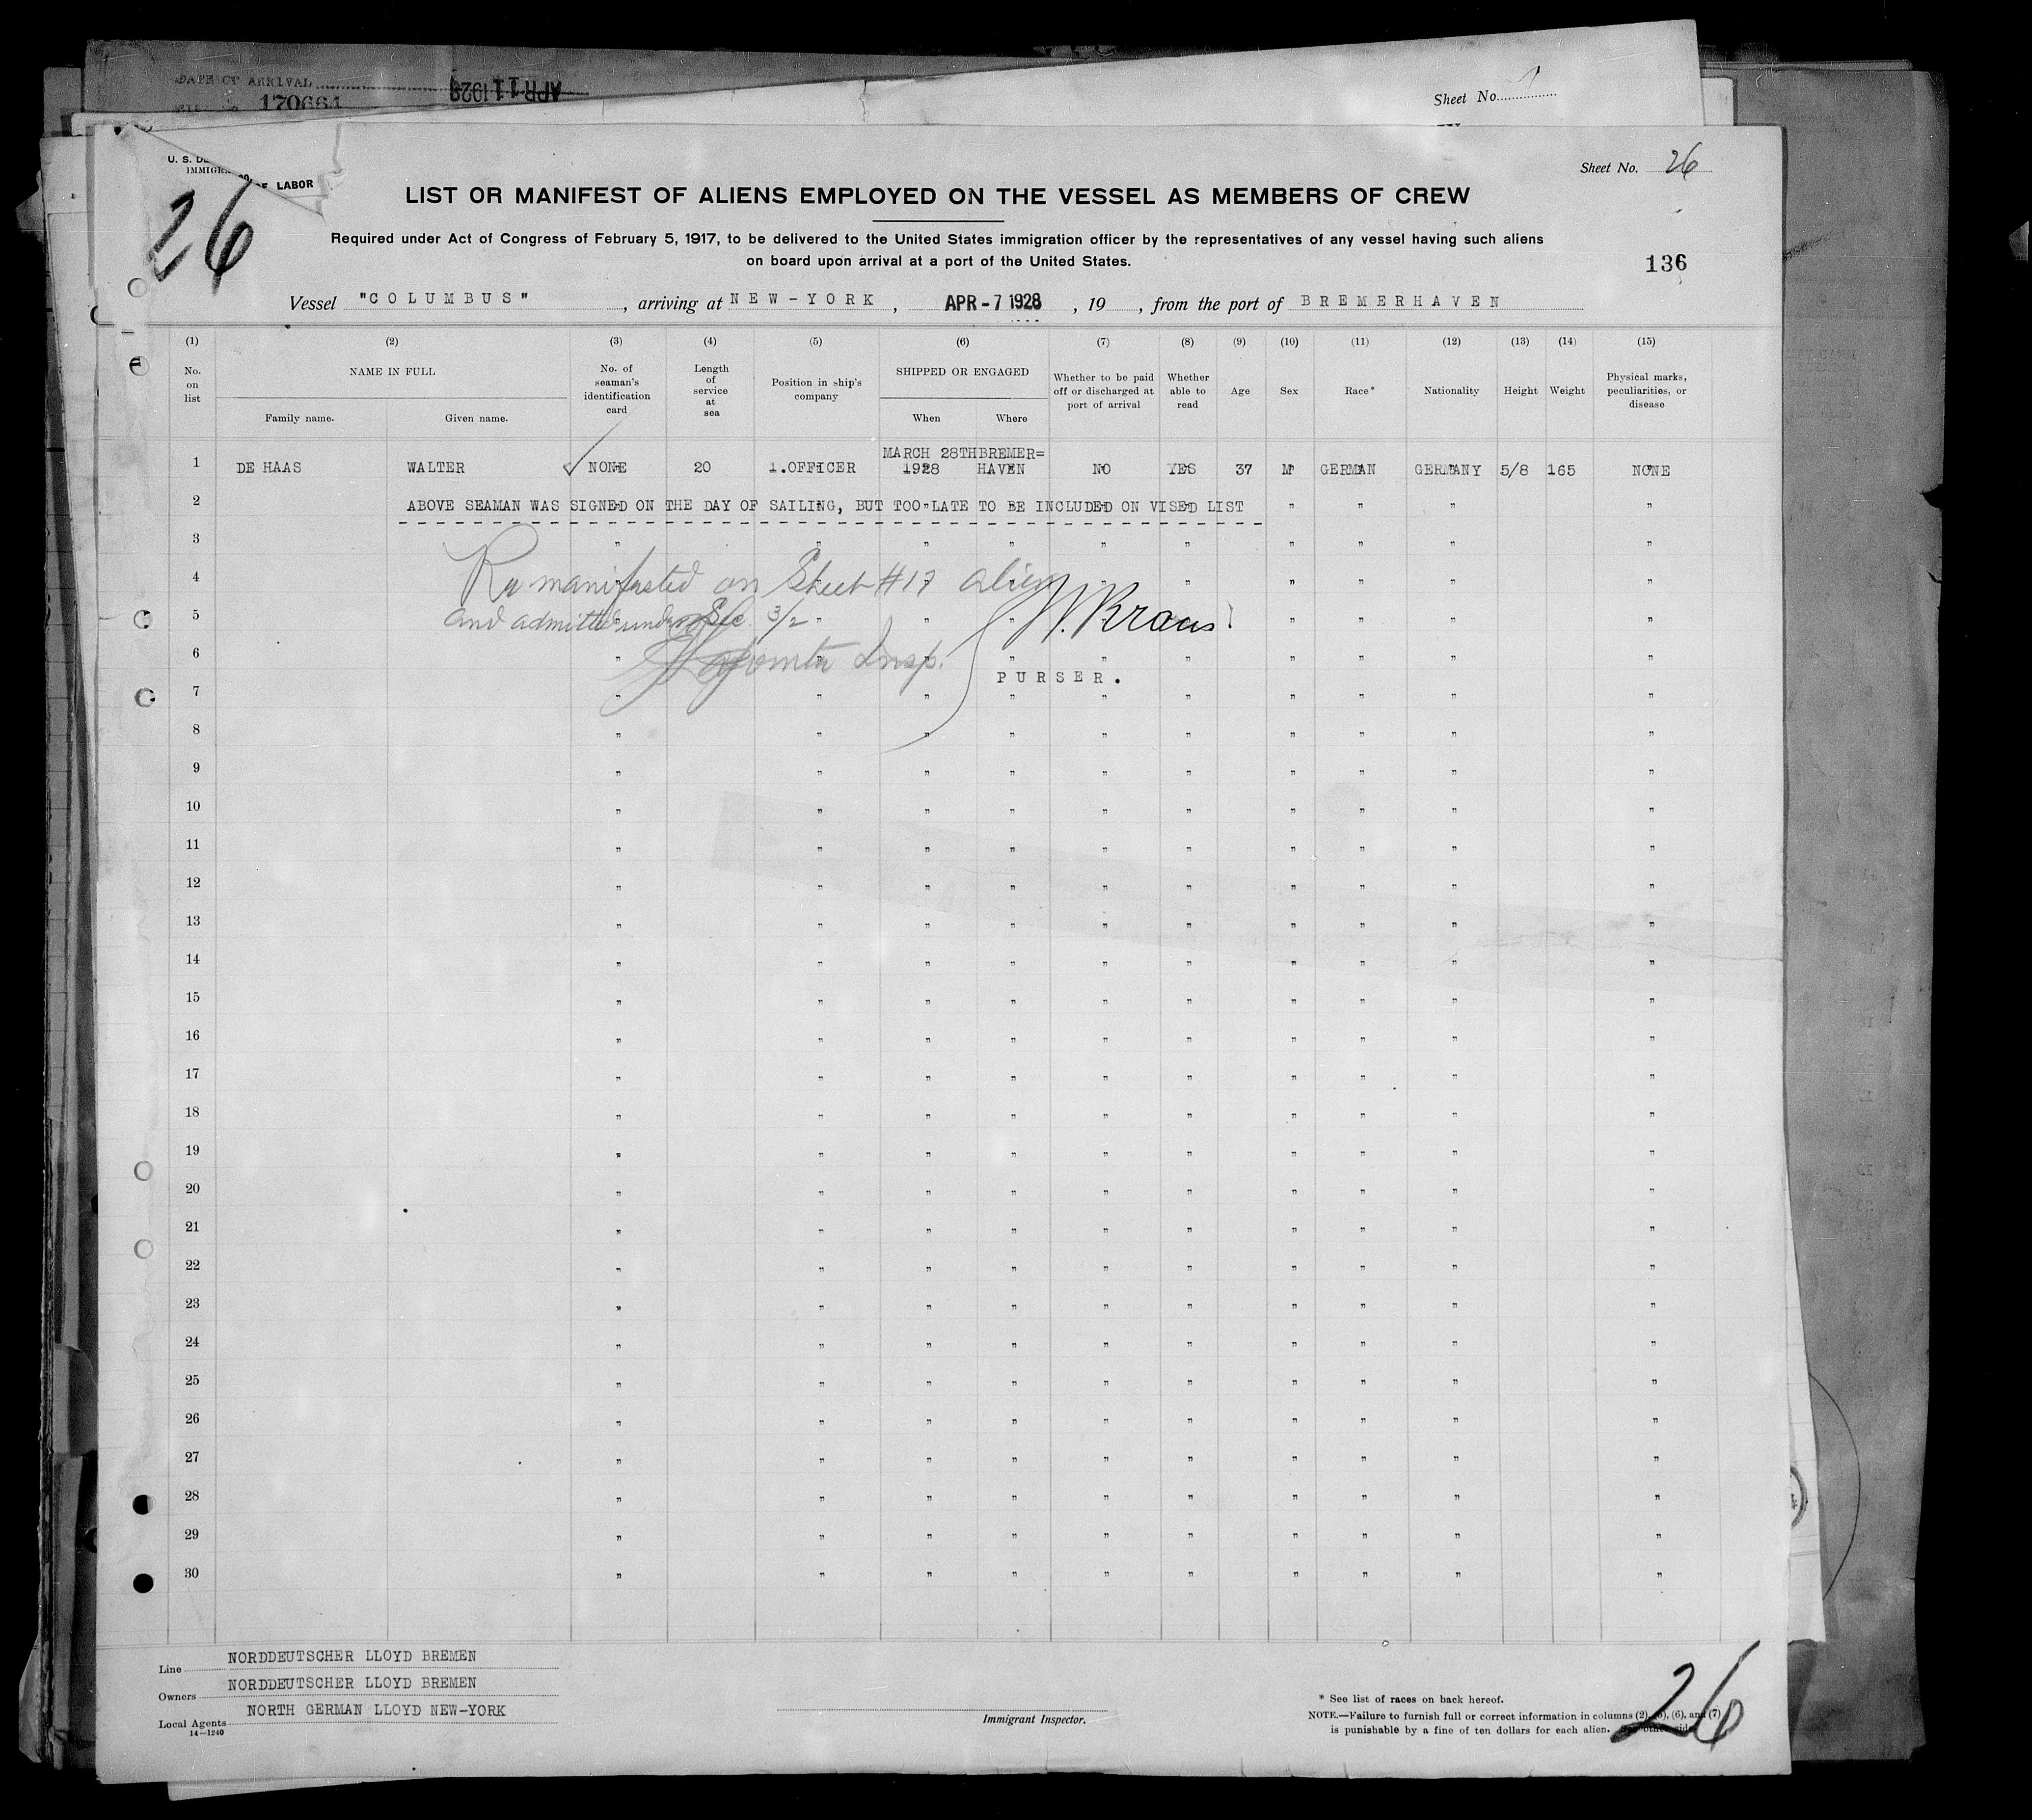 DATE OF ARRIVAL
APR 11 1928
170664
Sheet No.
U. S. DE
IMMIGR
OF LABOR
Sheet No. 26
26
LIST OR MANIFEST OF ALIENS EMPLOYED ON THE VESSEL AS MEMBERS OF CREW
Required under Act of Congress of February 5, 1917, to be delivered to the United States immigration officer by the representatives of any vessel having such aliens
on board upon arrival at a port of the United States.
136
Vessel "COLUMBUS", arriving at NEW-YORK, APR-7 1928, 19 , from the port of BREMERHAVEN
(1) (2) (3) (4) (5) (6) (7) (8) (9) (10) (11) (12) (13) (14) (15)
No. on list NAME IN FULL Family name. Given name. No. of seaman's identification card Length of service at sea Position in ship's company SHIPPED OR ENGAGED When Where Whether to be paid off or discharged at port of arrival Whether able to read Age Sex Race* Nationality Height Weight Physical marks, peculiarities, or disease
1 DE HAAS WALTER NONE 20 1.OFFICER MARCH 28TH 1928 BREMER=HAVEN NO YES 37 M GERMAN GERMANY 5/8 165 NONE
2 ABOVE SEAMAN WAS SIGNED ON THE DAY OF SAILING, BUT TOO LATE TO BE INCLUDED ON VISED LIST " " " "
3 " " " " " " " " " "
4 Remanifested on Sheet #17 alien " " " " " "
5 and admitted under Sec. 3/2 W. Kraus " " " "
6 Insp. " " " " " "
PURSER.
7 " " " " " " " " " "
8 " " " " " " " " " "
9 " " " " " " " " " "
10 " " " " " " " " " "
11 " " " " " " " " " "
12 " " " " " " " " " "
13 " " " " " " " " " "
14 " " " " " " " " " "
15 " " " " " " " " " "
16 " " " " " " " " " "
17 " " " " " " " " " "
18 " " " " " " " " " "
19 " " " " " " " " " "
20 " " " " " " " " " "
21 " " " " " " " " " "
22 " " " " " " " " " "
23 " " " " " " " " " "
24 " " " " " " " " " "
25 " " " " " " " " " "
26 " " " " " " " " " "
27 " " " " " " " " " "
28 " " " " " " " " " "
29 " " " " " " " " " "
30 " " " " " " " " " "
Line NORDDEUTSCHER LLOYD BREMEN
Owners NORDDEUTSCHER LLOYD BREMEN
Local Agents NORTH GERMAN LLOYD NEW-YORK
14—1240
Immigrant Inspector.
* See list of races on back hereof.
NOTE.—Failure to furnish full or correct information in columns (2), (5), (6), and (7)
is punishable by a fine of ten dollars for each alien. See other side.
26